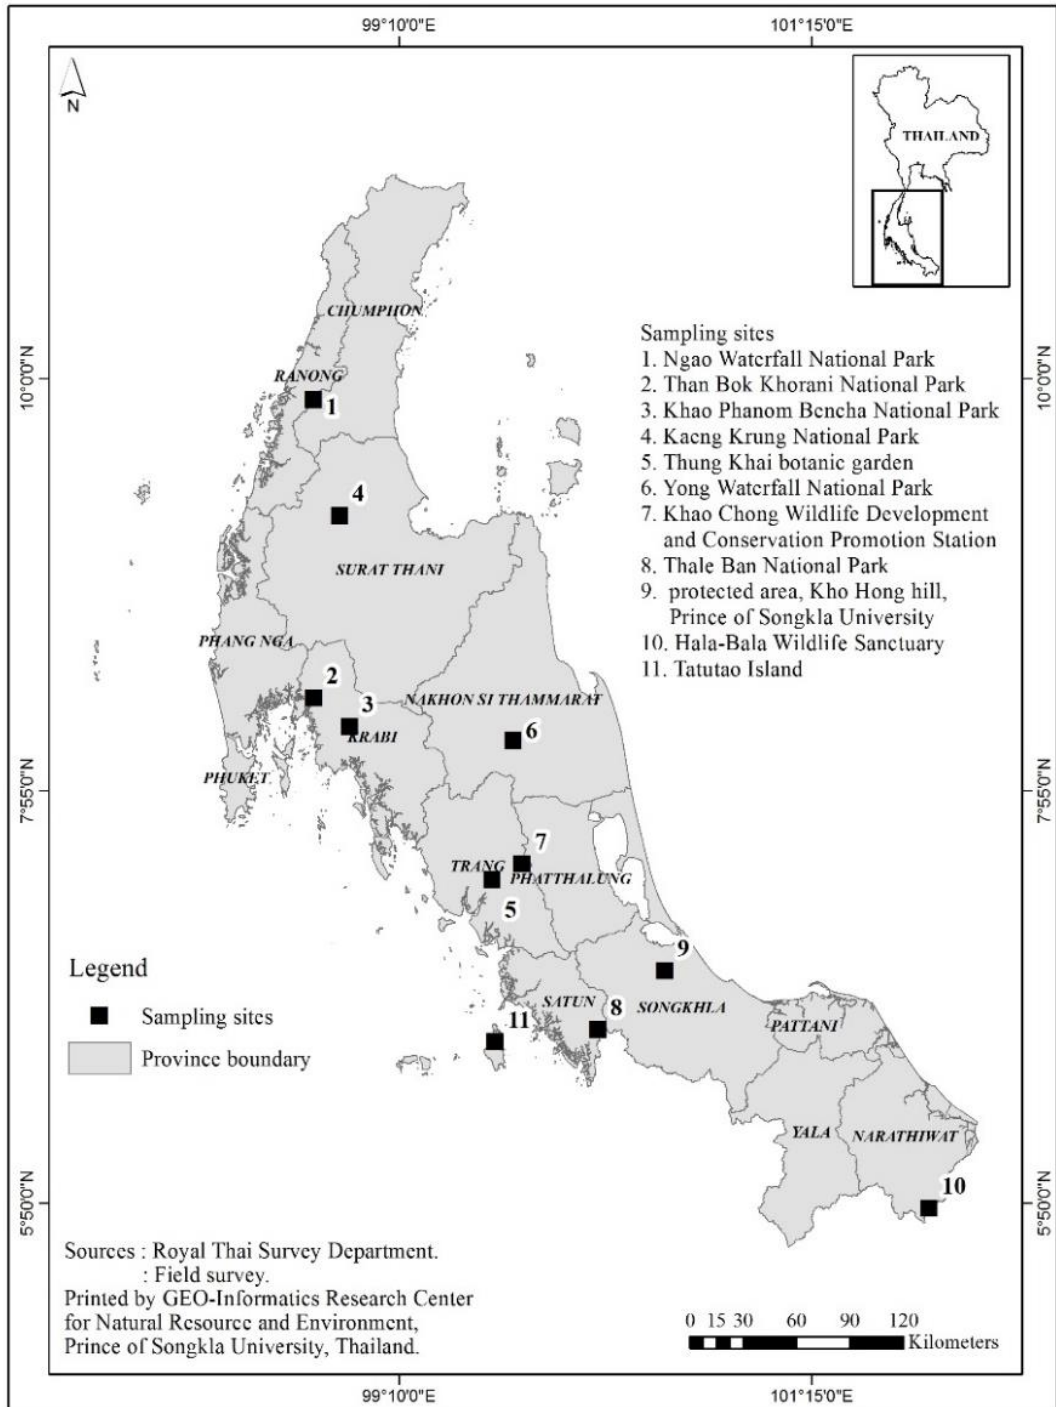 99°10'0"E
101°15'0"E
N
THAILAND
CHUMPHON
Sampling sites
1. Ngao Waterfall National Park
2. Than Bok Khorani National Park
3. Khao Phanom Bencha National Park
4. Kaeng Krung National Park
5. Thung Khai botanic garden
6. Yong Waterfall National Park
7. Khao Chong Wildlife Development
and Conservation Promotion Station
8. Thale Ban National Park
9. protected area, Kho Hong hill,
Prince of Songkla University
10. Hala-Bala Wildlife Sanctuary
11. Tatutao Island
10°0'0"N
10°0'0"N
RANONG
1
4
SURAT THANI
PHANG NGA
2
NAKHON SI THAMMARAT
3
KRABI
6
PHUKET
7°55'0"N
7°55'0"N
7
TRANG
PHATTHALUNG
5
9
Legend
Sampling sites
Province boundary
SATUN
8
SONGKHLA
11
PATTANI
YALA
NARATHIWAT
10
5°50'0"N
5°50'0"N
Sources : Royal Thai Survey Department.
: Field survey.
Printed by GEO-Informatics Research Center
for Natural Resource and Environment,
Prince of Songkla University, Thailand.
0 15 30 60 90 120
Kilometers
99°10'0"E
101°15'0"E